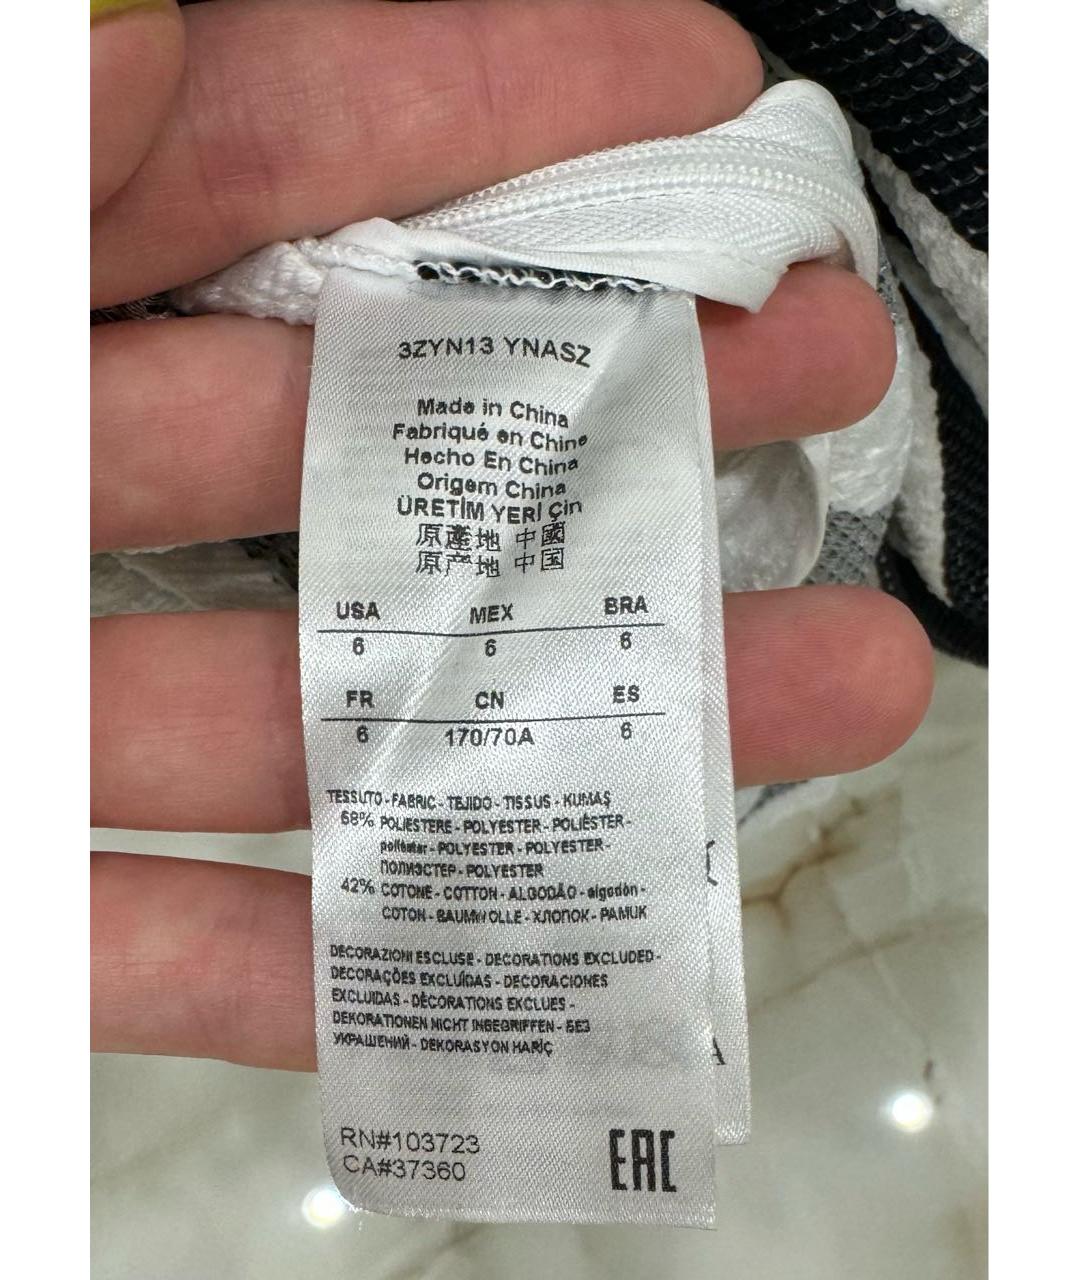 3ZYN13 YNASZ
Made in China
Fabriqué en Chine
Hecho En China
Origem China
ÜRETİM YERİ Çin
原產地 中國
原产地 中国
USA MEX BRA
6 6 6
FR CN ES
6 170/70A 6
TESSUTO - FABRIC - TEJIDO - TISSUS - KUMAŞ
58% POLIESTERE - POLYESTER - POLIÉSTER -
poliéster - POLYESTER - POLYESTER -
ПОЛИЭСТЕР - POLYESTER
42% COTONE - COTTON - ALGODÃO - algodón -
COTON - BAUMWOLLE - ХЛОПОК - PAMUK
DECORAZIONI ESCLUSE - DECORATIONS EXCLUDED -
DECORAÇÕES EXCLUÍDAS - DECORACIONES
EXCLUIDAS - DÉCORATIONS EXCLUES -
DEKORATIONEN NICHT INBEGRIFFEN - БЕЗ
УКРАШЕНИЙ - DEKORASYON HARİÇ
RN#103723
CA#37360
EAC